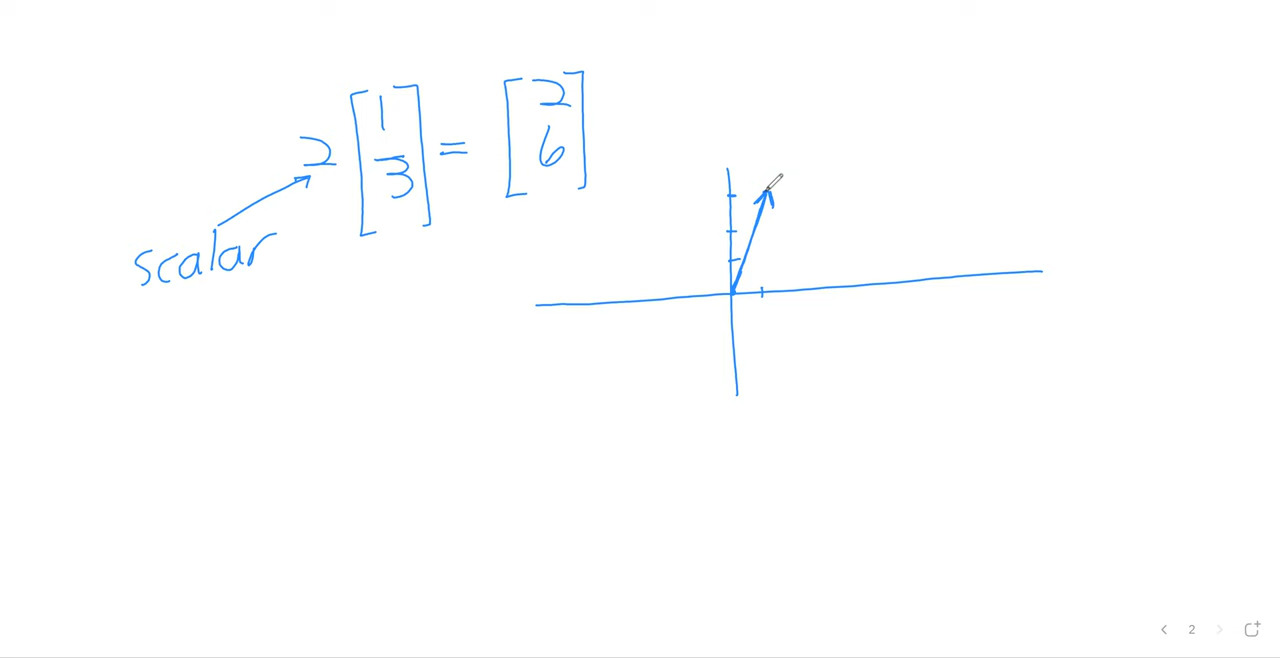 2 [1 3] = [2 6]
scalar
2